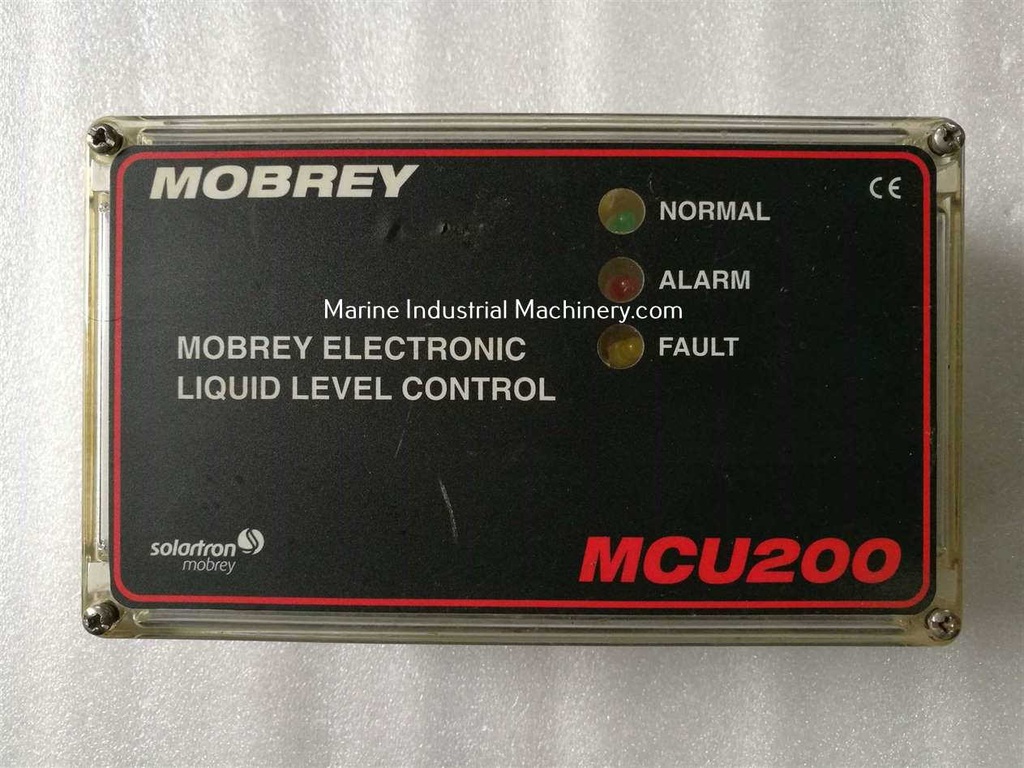 MOBREY
CE
NORMAL
ALARM
Marine Industrial Machinery.com
MOBREY ELECTRONIC
FAULT
LIQUID LEVEL CONTROL
solartron
mobrey
MCU200